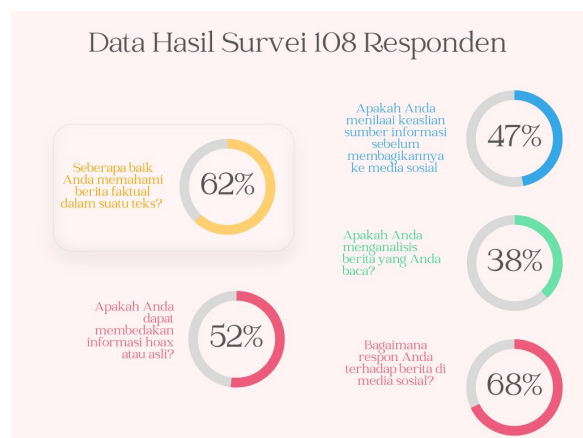 Data Hasil Survei 108 Responden
Seberapa baik
Anda memahami
berita faktual
dalam suatu teks?
62%
Apakah Anda
dapat
membedakan
informasi hoax
atau asli?
52%
Apakah Anda
menilaai keaslian
sumber informasi
sebelum
membagikannya
ke media sosial
47%
Apakah Anda
menganalisis
berita yang Anda
baca?
38%
Bagaimana
respon Anda
terhadap berita di
media sosial?
68%